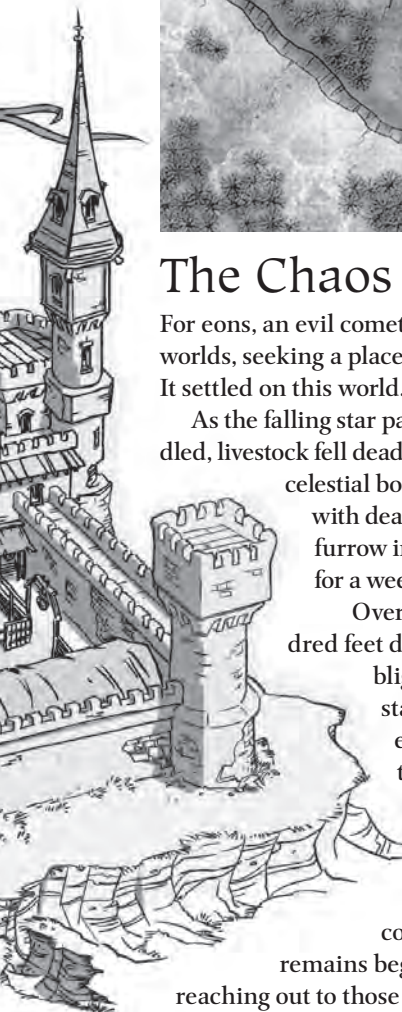 The Chaos
For eons, an evil comet
worlds, seeking a place
It settled on this world.
As the falling star pa
dled, livestock fell dead
celestial bo
with dea
furrow i
for a wee
Over
dred feet d
blig
sta
e
t
co
remains beg
reaching out to those